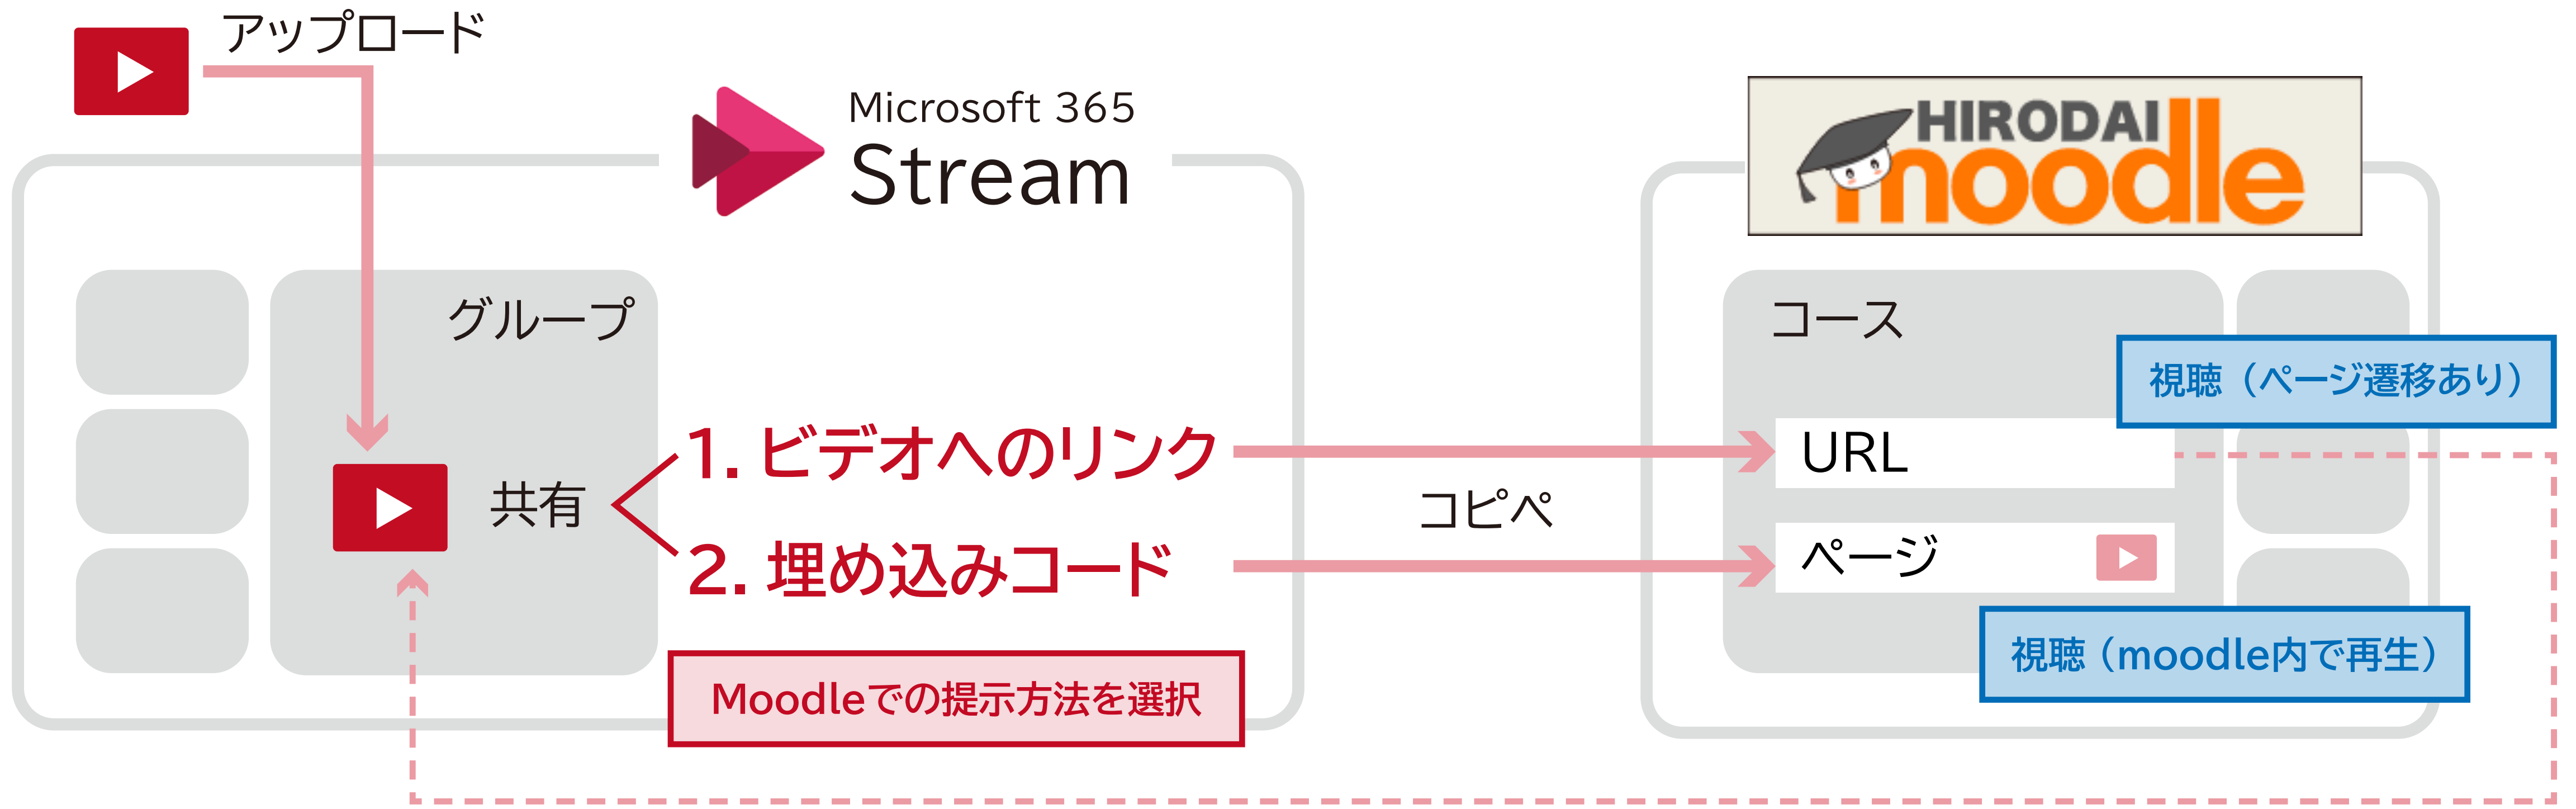 アップロード
Microsoft 365
Stream
HIRODAI
moodle
グループ
コース
視聴（ページ遷移あり）
1. ビデオへのリンク
URL
共有
コピペ
2. 埋め込みコード
ページ
視聴（moodle内で再生）
Moodleでの提示方法を選択